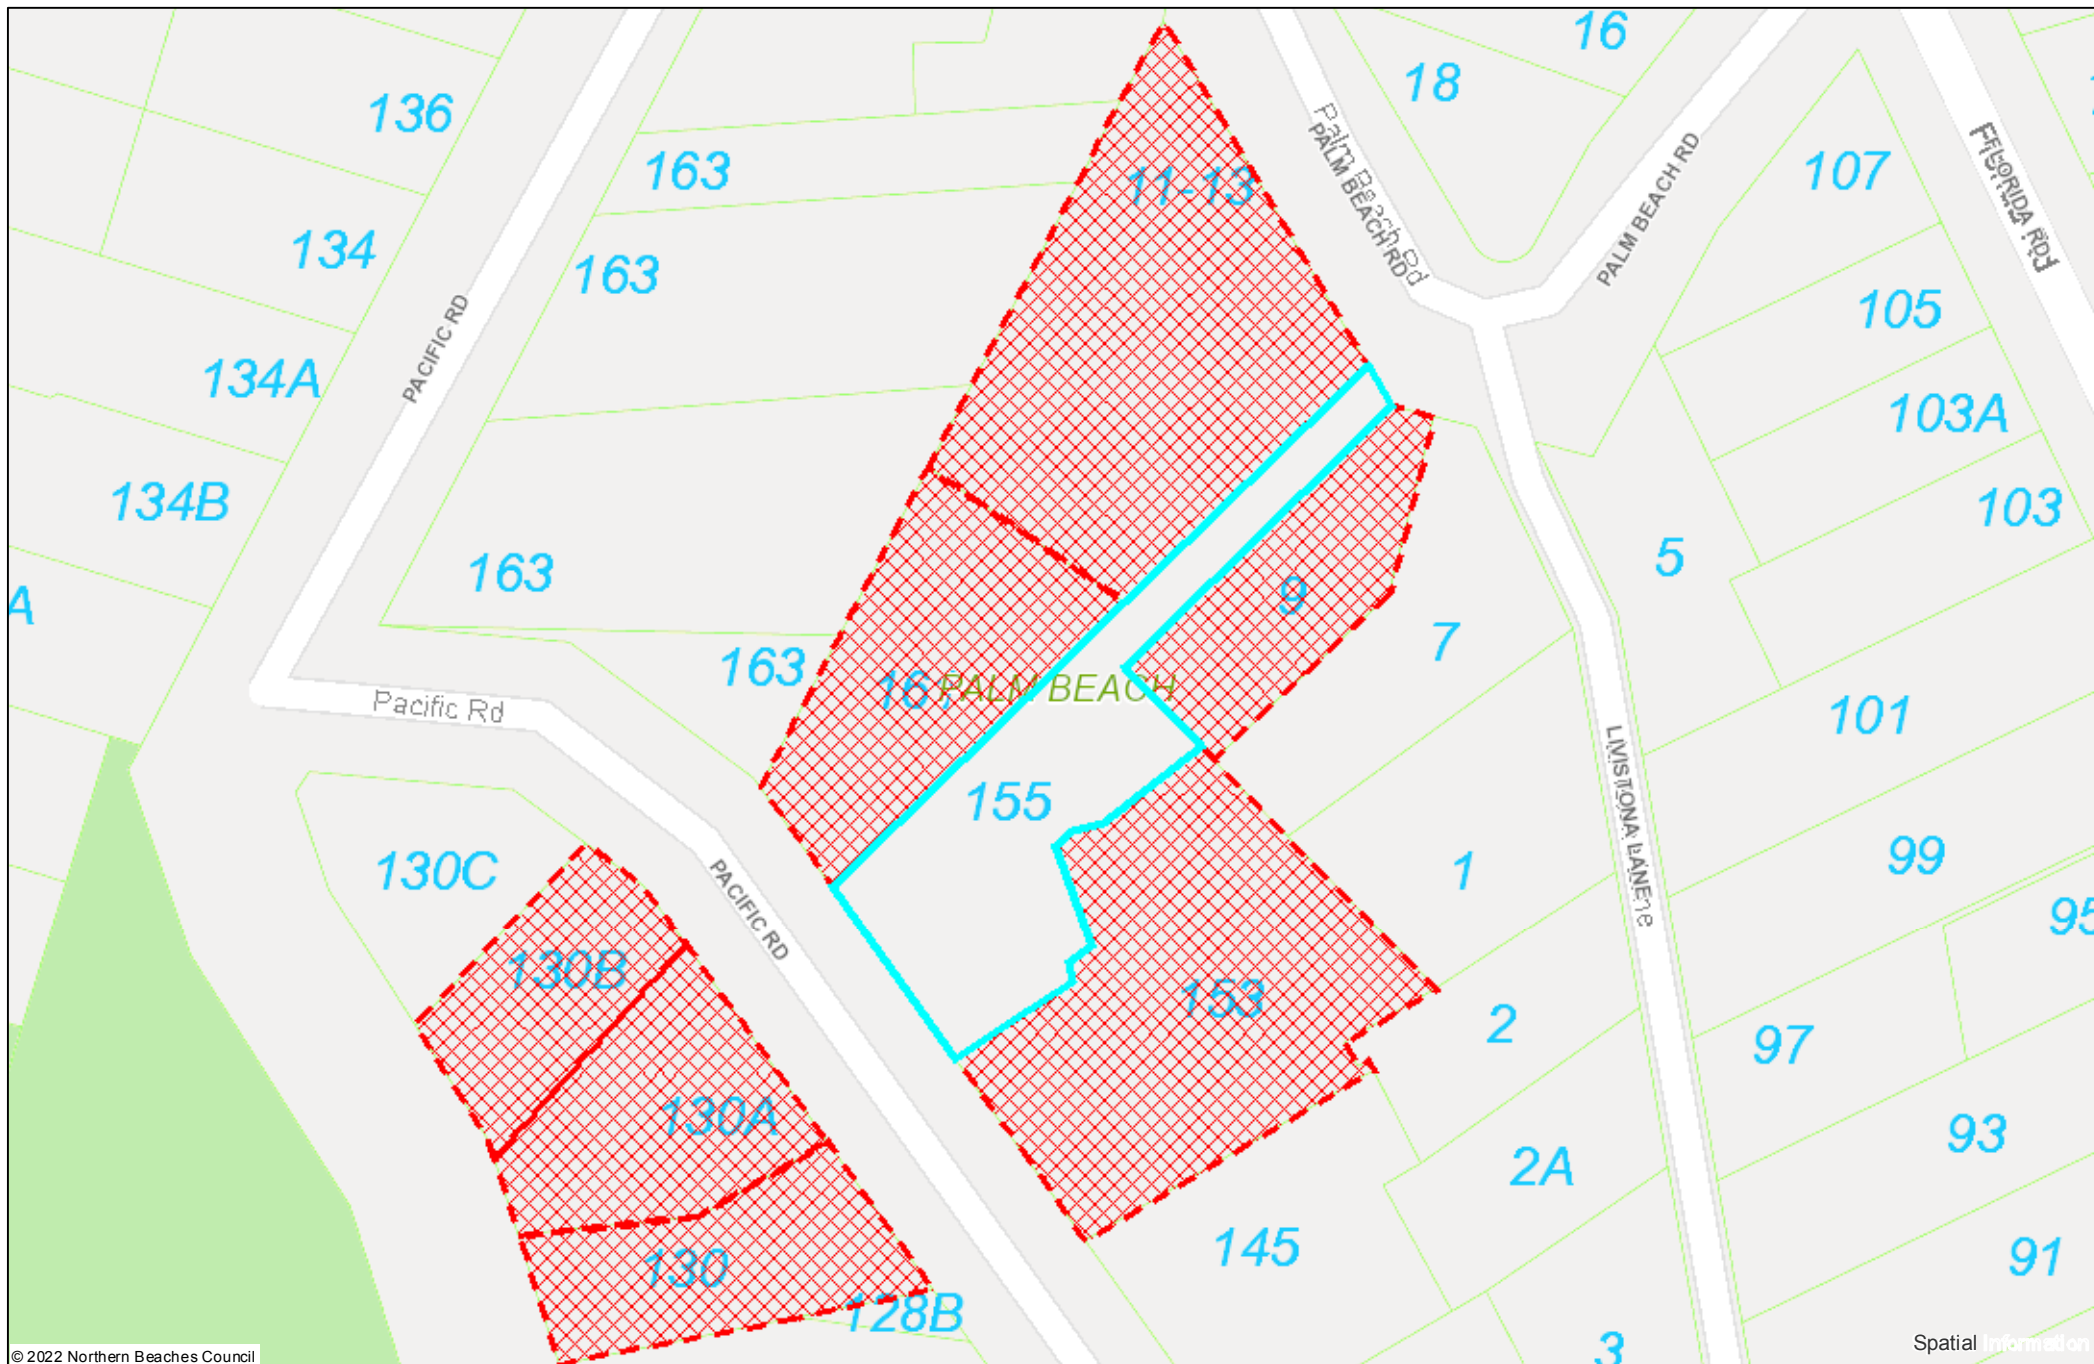 16
18
136
163
11-13
Palm Beach Rd
PALM BEACH RD
PALM BEACH RD
107
FLORIDA RD
134
163
105
134A
PACIFIC RD
103A
134B
103
163
5
A
9
7
163
PALM BEACH
Pacific Rd
101
155
LIVISTONA LANE
130C
1
99
PACIFIC RD
95
130B
153
2
97
130A
93
2A
145
130
91
128B
3
Spatial Information
© 2022 Northern Beaches Council